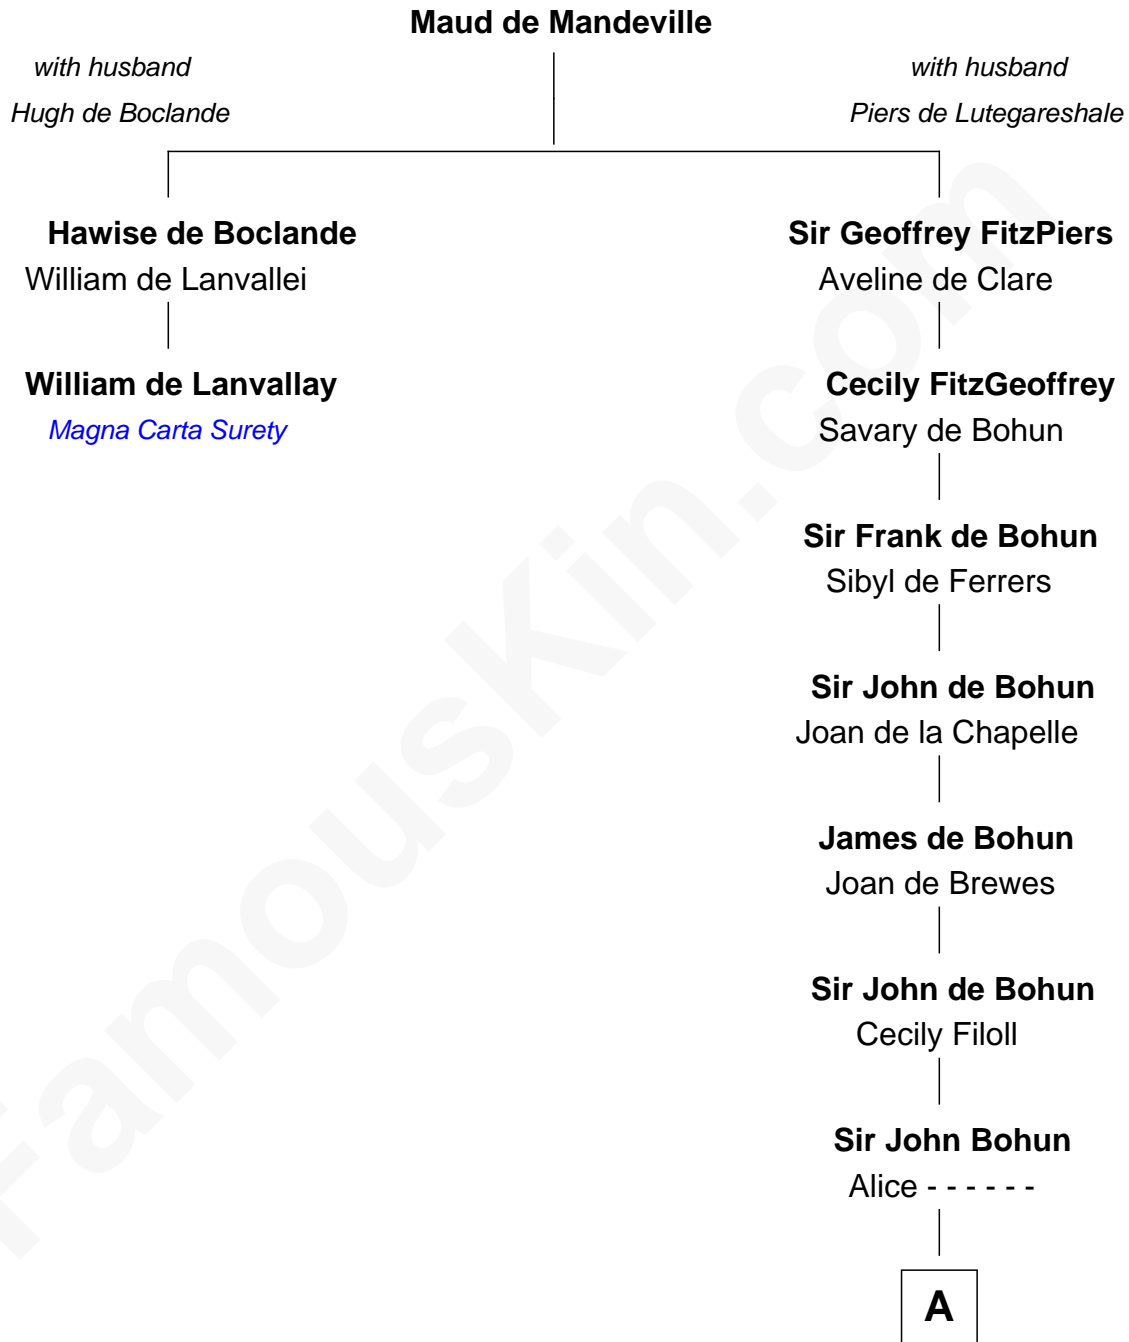 Maud de Mandeville
with husband
Hugh de Boclande
with husband
Piers de Lutegareshale
Hawise de Boclande
William de Lanvallei
William de Lanvallay
Magna Carta Surety
Sir Geoffrey FitzPiers
Aveline de Clare
Cecily FitzGeoffrey
Savary de Bohun
Sir Frank de Bohun
Sibyl de Ferrers
Sir John de Bohun
Joan de la Chapelle
James de Bohun
Joan de Brewes
Sir John de Bohun
Cecily Filoll
Sir John Bohun
Alice - - - - - -
A
FamousKin.com